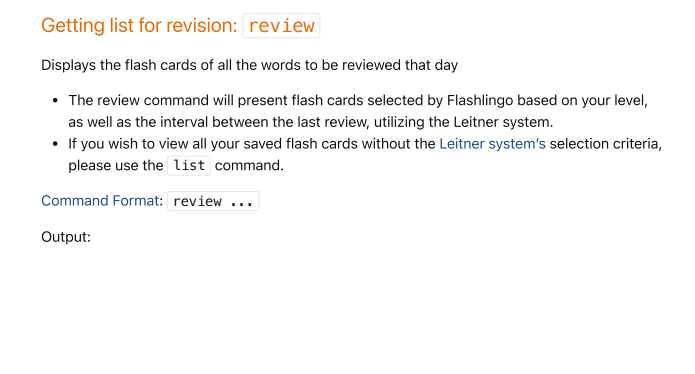 Getting list for revision: review
Displays the flash cards of all the words to be reviewed that day
• The review command will present flash cards selected by Flashlingo based on your level,
as well as the interval between the last review, utilizing the Leitner system.
• If you wish to view all your saved flash cards without the Leitner system's selection criteria,
please use the list command.
Command Format: review ...
Output: